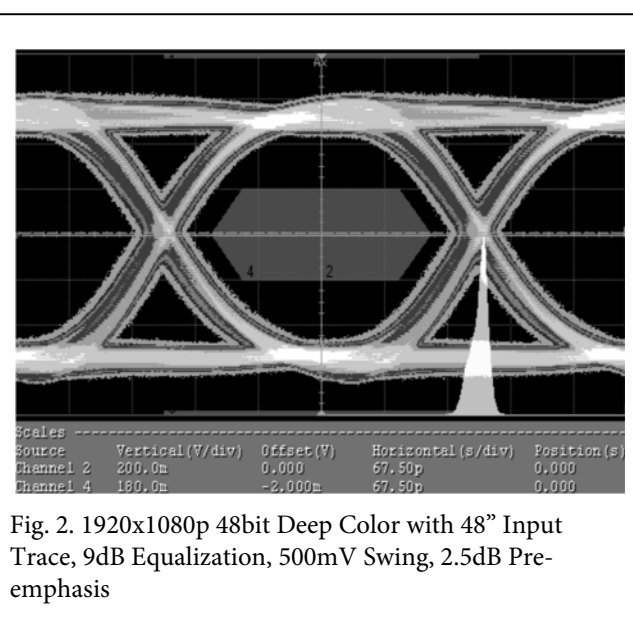 Ax
4
2
Scales
Source Vertical(V/div) Offset(V) Horizontal(s/div) Position(s)
Channel 2 200.0m 0.000 67.50p 0.000
Channel 4 180.0m -2.000m 67.50p 0.000
Fig. 2. 1920x1080p 48bit Deep Color with 48” Input
Trace, 9dB Equalization, 500mV Swing, 2.5dB Pre-
emphasis